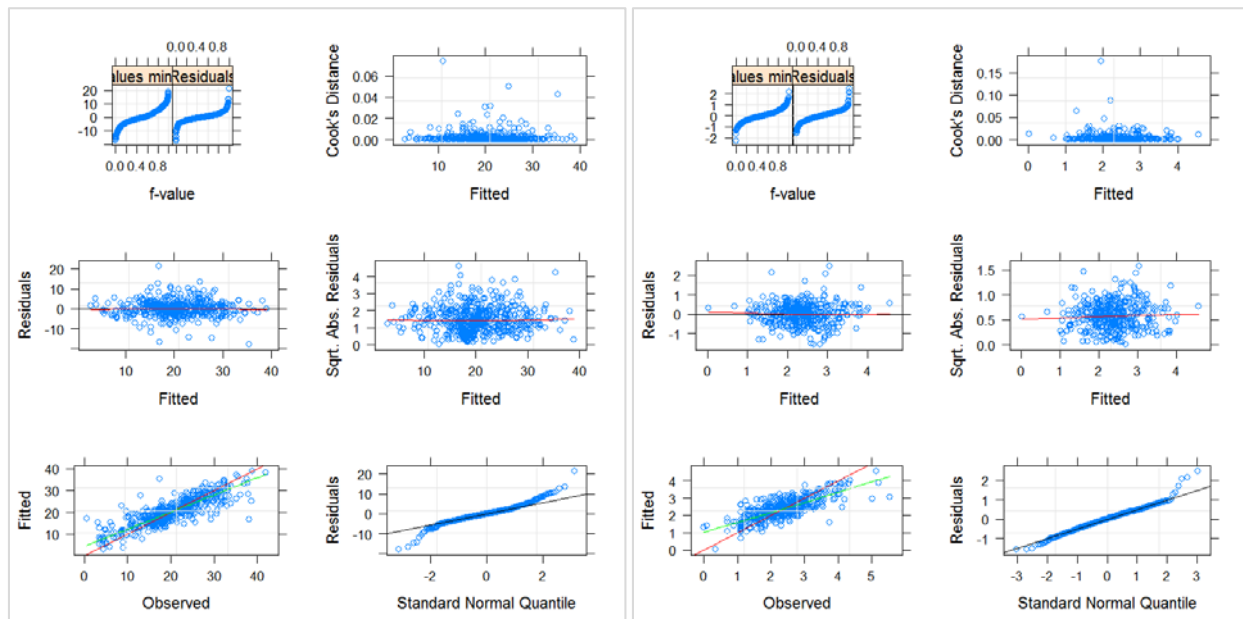 0.0 0.4 0.8
alues min
Residuals
20
10
0
-10
0.0 0.4 0.8
f-value
Cook's Distance
0.06
0.04
0.02
0.00
10 20 30 40
Fitted
Residuals
20
10
0
-10
10 20 30 40
Fitted
Sqrt. Abs. Residuals
4
3
2
1
0
10 20 30 40
Fitted
Fitted
40
30
20
10
0 10 20 30 40
Observed
Residuals
20
10
0
-10
-2 0 2
Standard Normal Quantile
0.0 0.4 0.8
alues min
Residuals
2
1
0
-1
-2
0.0 0.4 0.8
f-value
Cook's Distance
0.15
0.10
0.05
0.00
0 1 2 3 4
Fitted
Residuals
2
1
0
-1
0 1 2 3 4
Fitted
Sqrt. Abs. Residuals
1.5
1.0
0.5
0.0
0 1 2 3 4
Fitted
Fitted
4
3
2
1
0
0 1 2 3 4 5
Observed
Residuals
2
1
0
-1
-3 -2 -1 0 1 2 3
Standard Normal Quantile